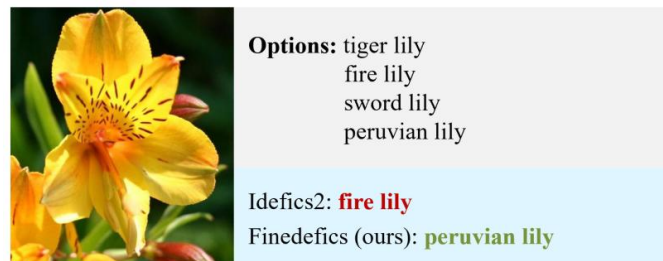 Options: tiger lily
fire lily
sword lily
peruvian lily
Idefics2: fire lily
Finedefics (ours): peruvian lily